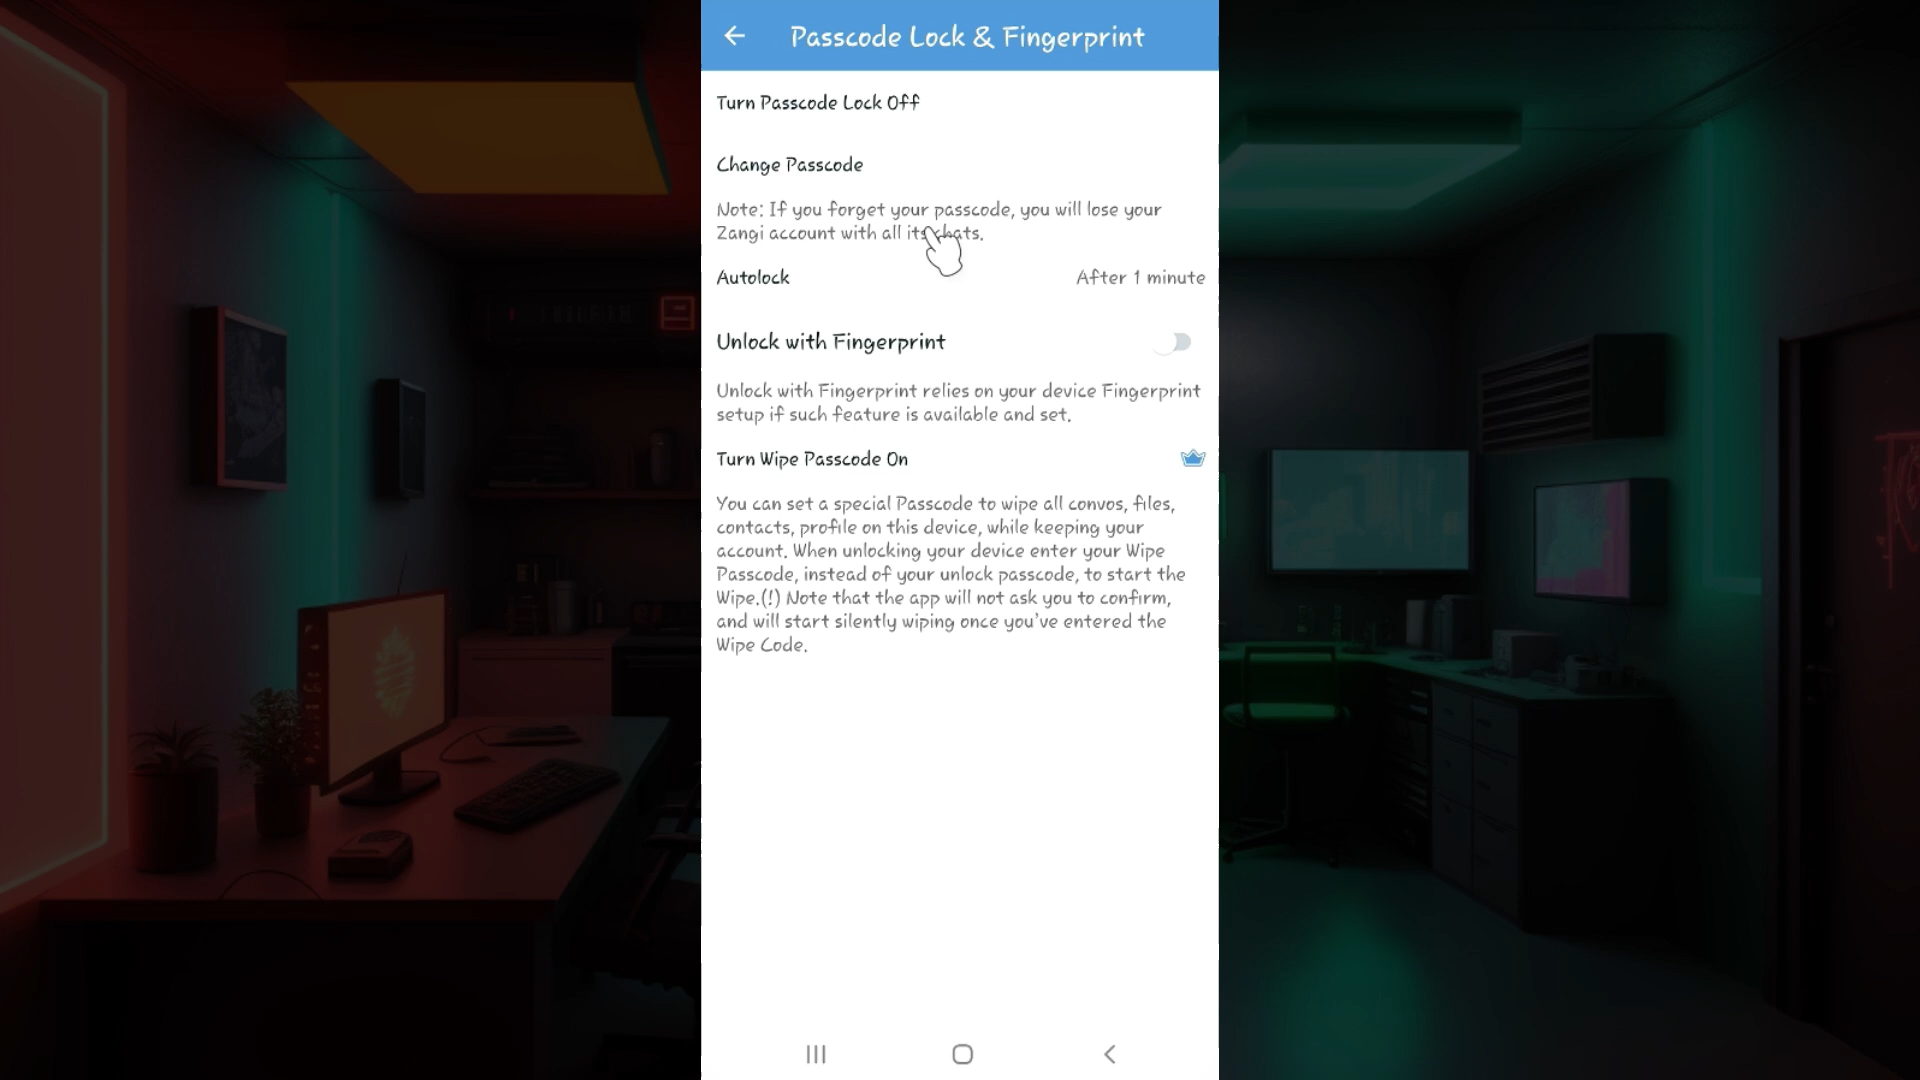 Passcode Lock & Fingerprint
Turn Passcode Lock Off
Change Passcode
Note: If you forget your passcode, you will lose your
Zangi account with all its chats.
Autolock After 1 minute
Unlock with Fingerprint
Unlock with Fingerprint relies on your device Fingerprint
setup if such feature is available and set.
Turn Wipe Passcode On
You can set a special Passcode to wipe all convos, files,
contacts, profile on this device, while keeping your
account. When unlocking your device enter your Wipe
Passcode, instead of your unlock passcode, to start the
Wipe.(!) Note that the app will not ask you to confirm,
and will start silently wiping once you've entered the
Wipe Code.